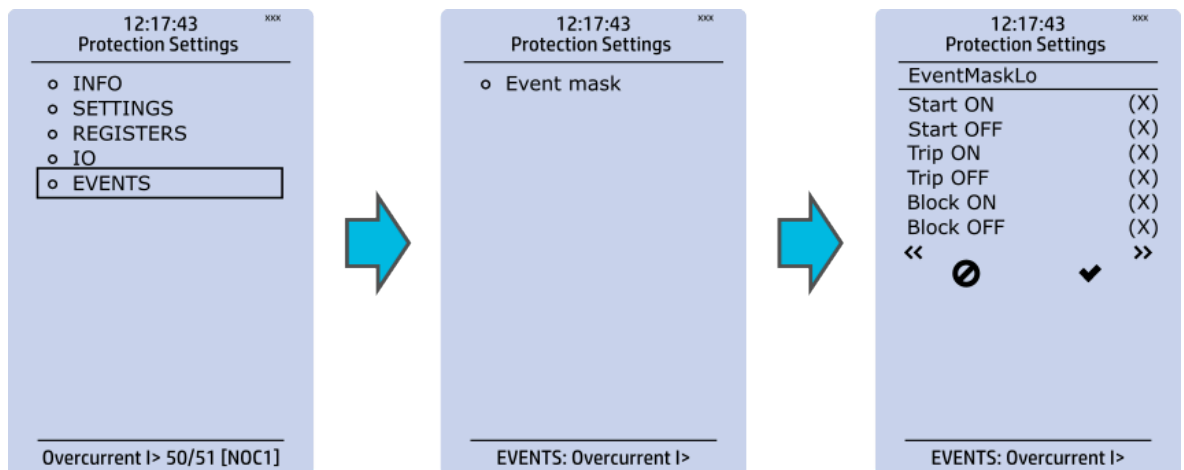 12:17:43 xxx
Protection Settings
INFO
SETTINGS
REGISTERS
IO
EVENTS
Overcurrent I> 50/51 [NOC1]
12:17:43 xxx
Protection Settings
Event mask
EVENTS: Overcurrent I>
12:17:43 xxx
Protection Settings
EventMaskLo
Start ON (X)
Start OFF (X)
Trip ON (X)
Trip OFF (X)
Block ON (X)
Block OFF (X)
<< >>
EVENTS: Overcurrent I>